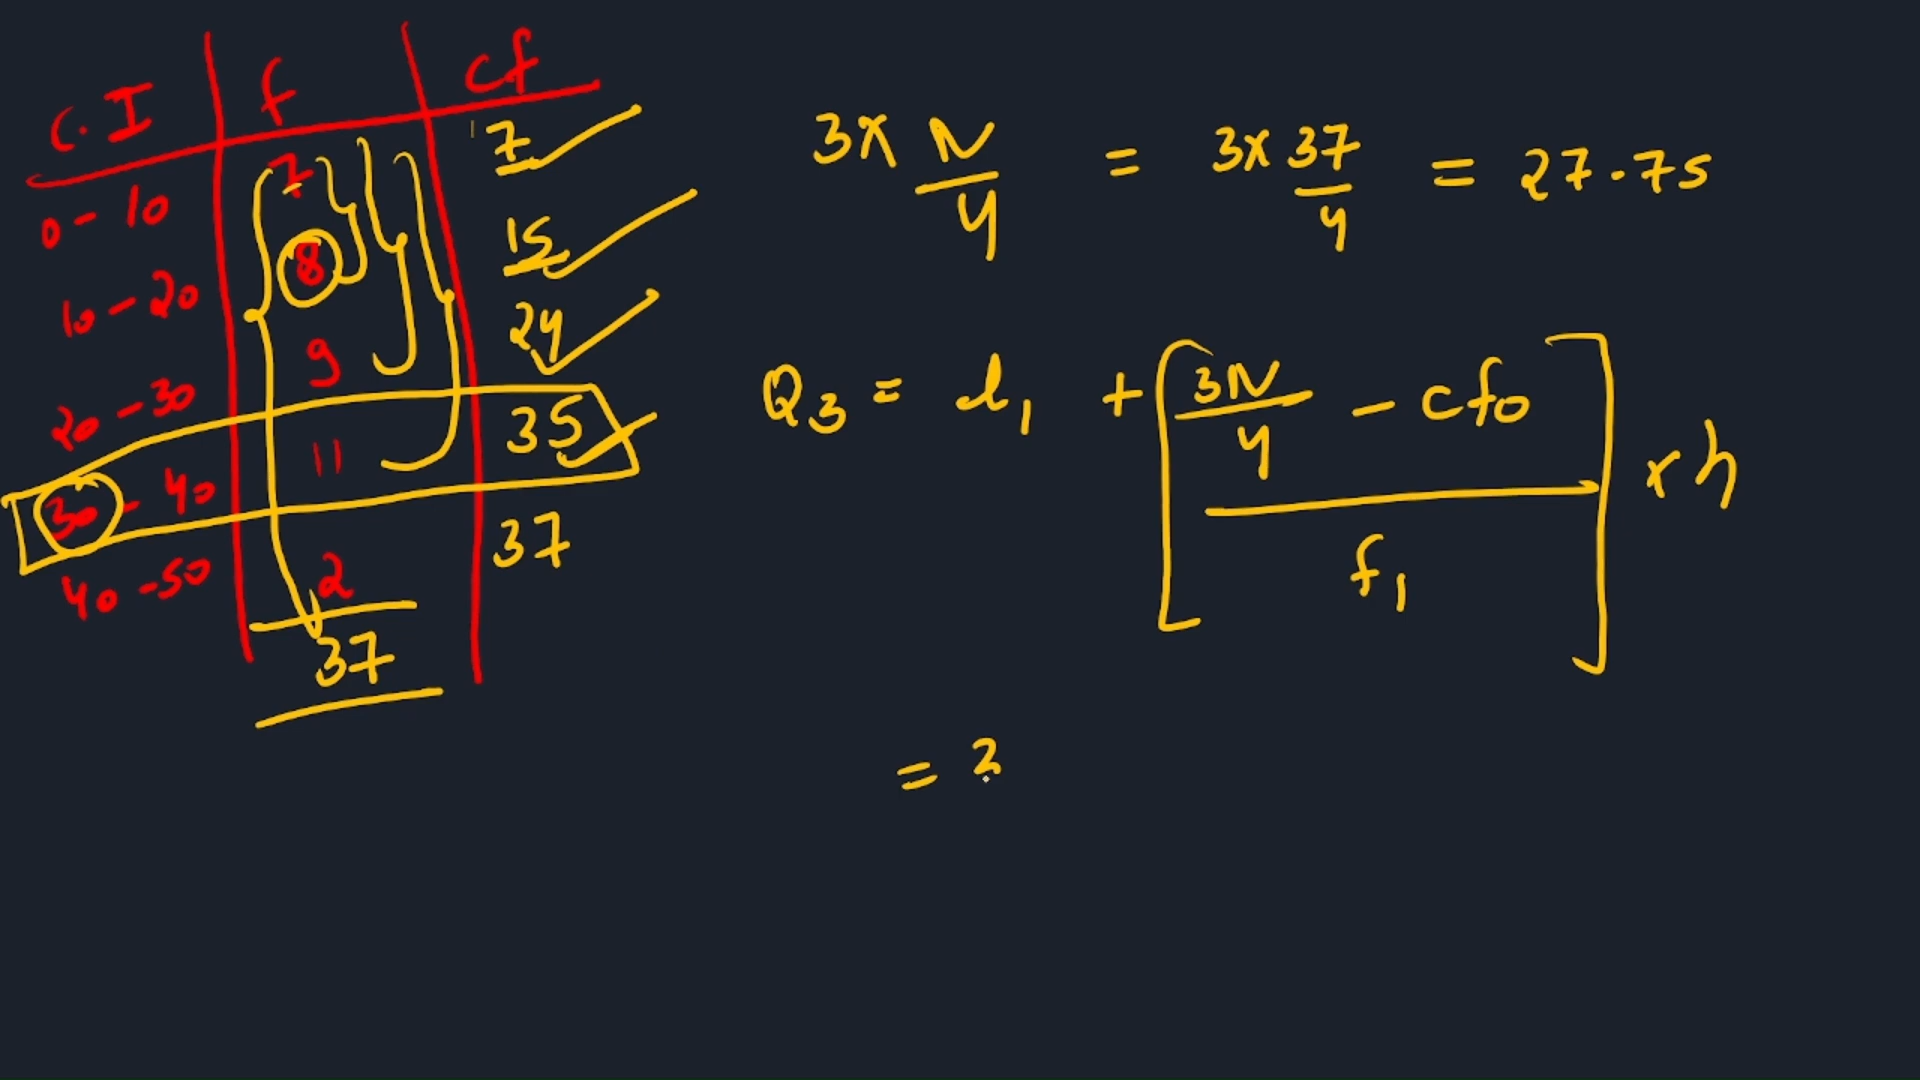 C.I f cf
0-10 7 7
10-20 8 15
20-30 9 24
30-40 11 35
40-50 2 37
37
3x N/4 = 3x 37/4 = 27.75
Q3 = l1 + [(3N/4 - cf0)/f1] x h
=